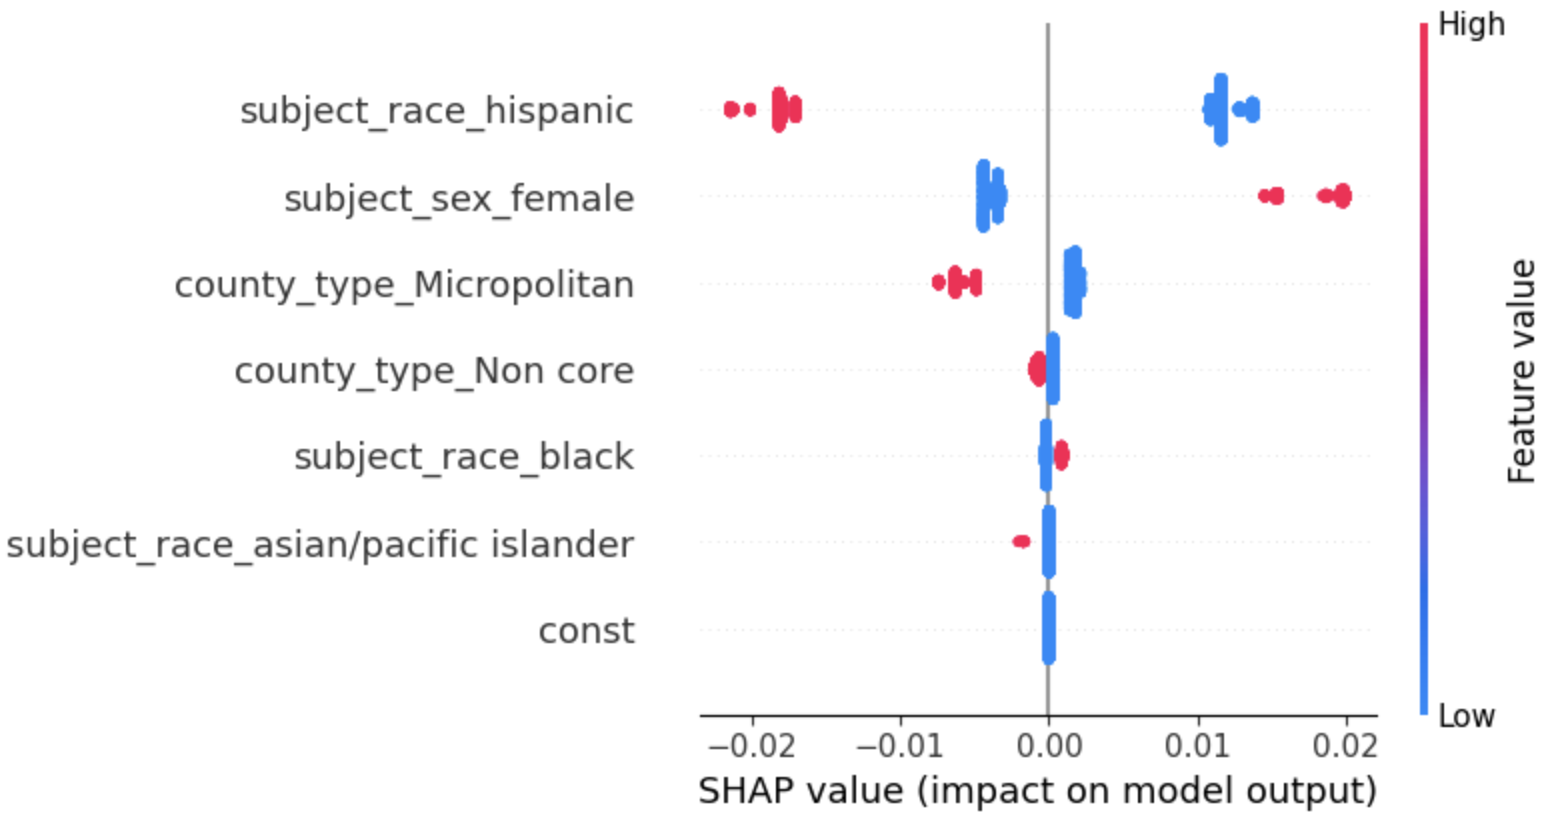 High
subject_race_hispanic
subject_sex_female
county_type_Micropolitan
county_type_Non core
subject_race_black
subject_race_asian/pacific islander
const
Feature value
Low
−0.02 −0.01 0.00 0.01 0.02
SHAP value (impact on model output)